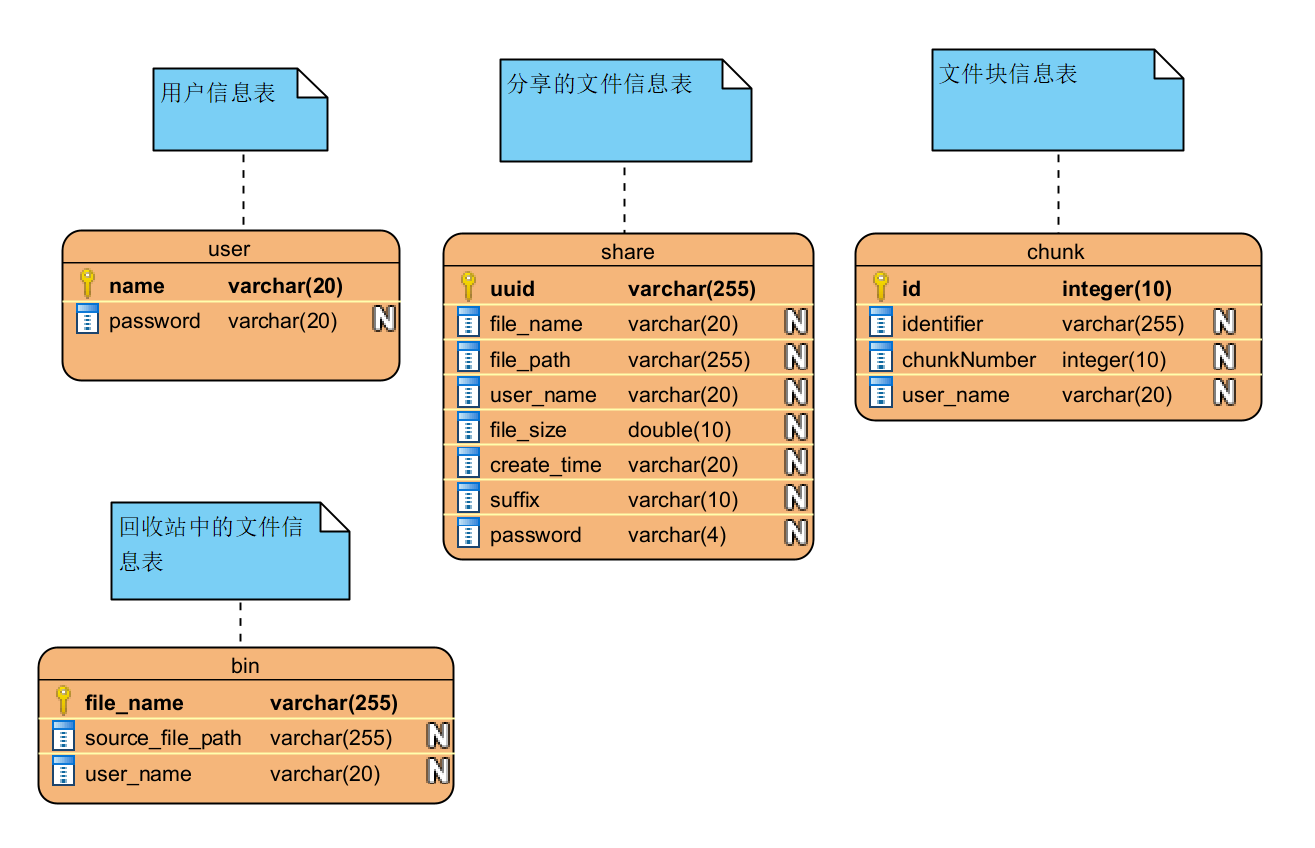 用户信息表
user
name varchar(20)
password varchar(20) N
分享的文件信息表
share
uuid varchar(255)
file_name varchar(20) N
file_path varchar(255) N
user_name varchar(20) N
file_size double(10) N
create_time varchar(20) N
suffix varchar(10) N
password varchar(4) N
文件块信息表
chunk
id integer(10)
identifier varchar(255) N
chunkNumber integer(10) N
user_name varchar(20) N
回收站中的文件信
息表
bin
file_name varchar(255)
source_file_path varchar(255) N
user_name varchar(20) N